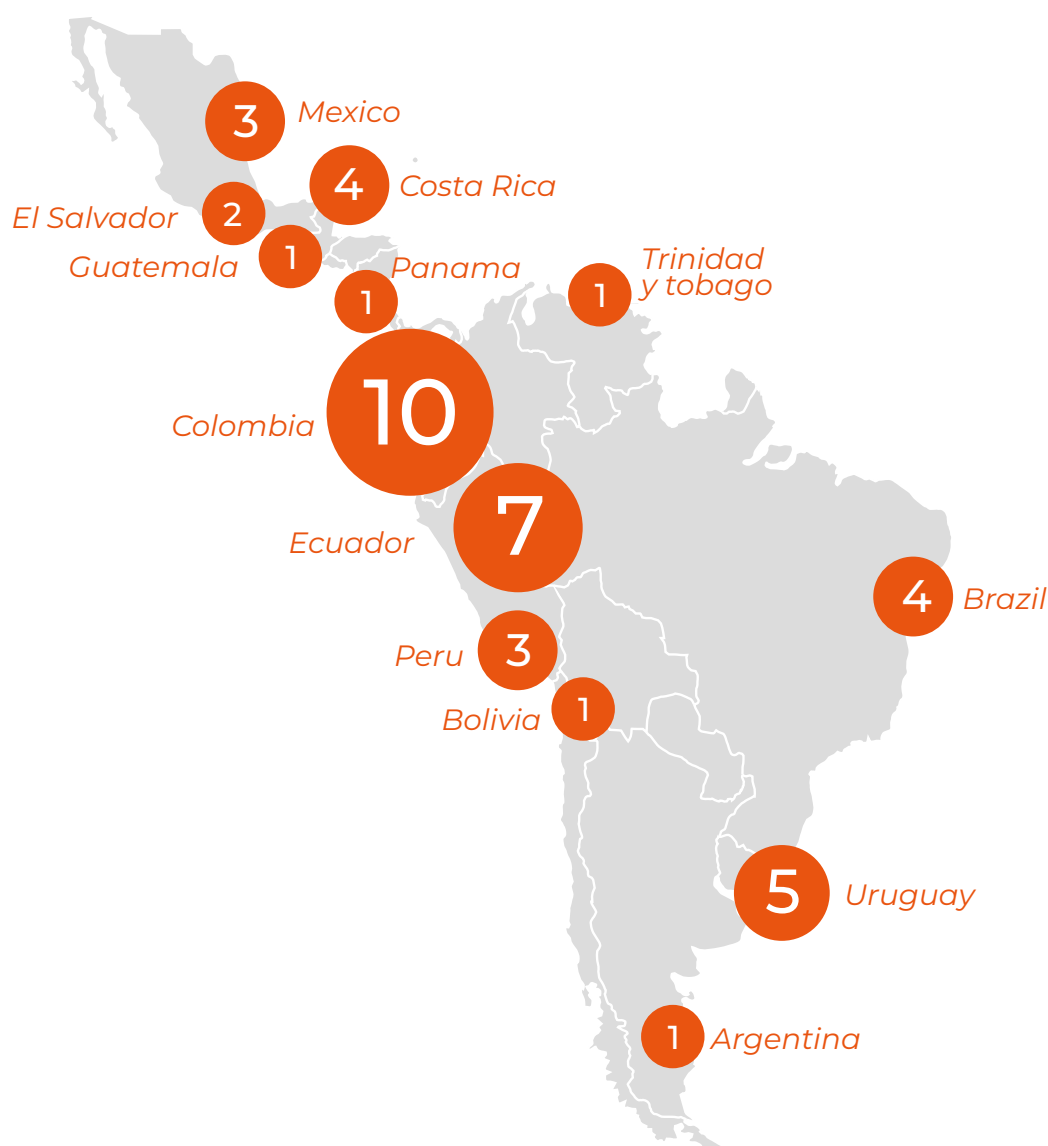 3
Mexico
4
Costa Rica
El Salvador
2
Guatemala
1
Panama
1
Trinidad
y tobago
1
Colombia
10
Ecuador
7
4
Brazil
Peru
3
Bolivia
1
5
Uruguay
1
Argentina